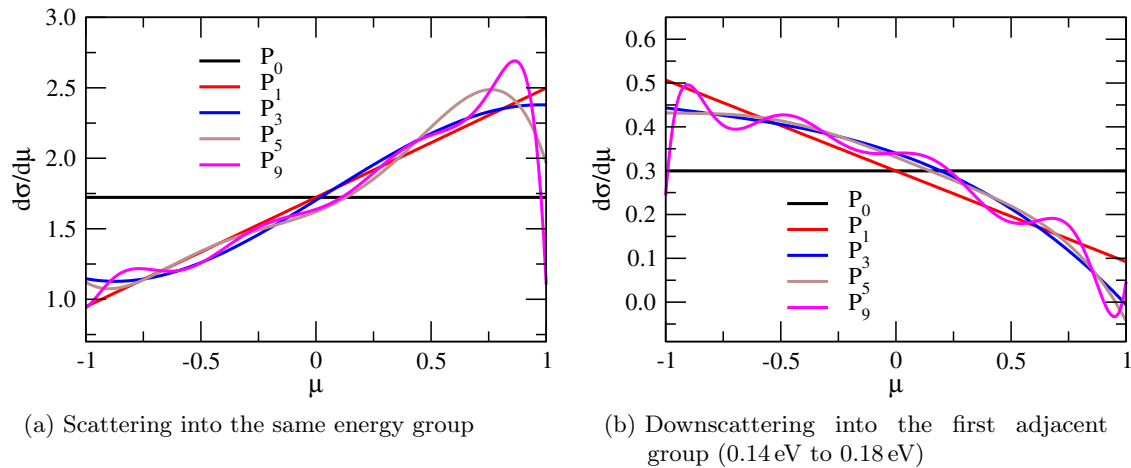 3.0
2.5
2.0
1.5
1.0
dσ/dμ
P0
P1
P3
P5
P9
-1 -0.5 0 0.5 1
μ
(a) Scattering into the same energy group
0.6
0.5
0.4
0.3
0.2
0.1
0.0
dσ/dμ
P0
P1
P3
P5
P9
-1 -0.5 0 0.5 1
μ
(b) Downscattering into the first adjacent
group (0.14 eV to 0.18 eV)